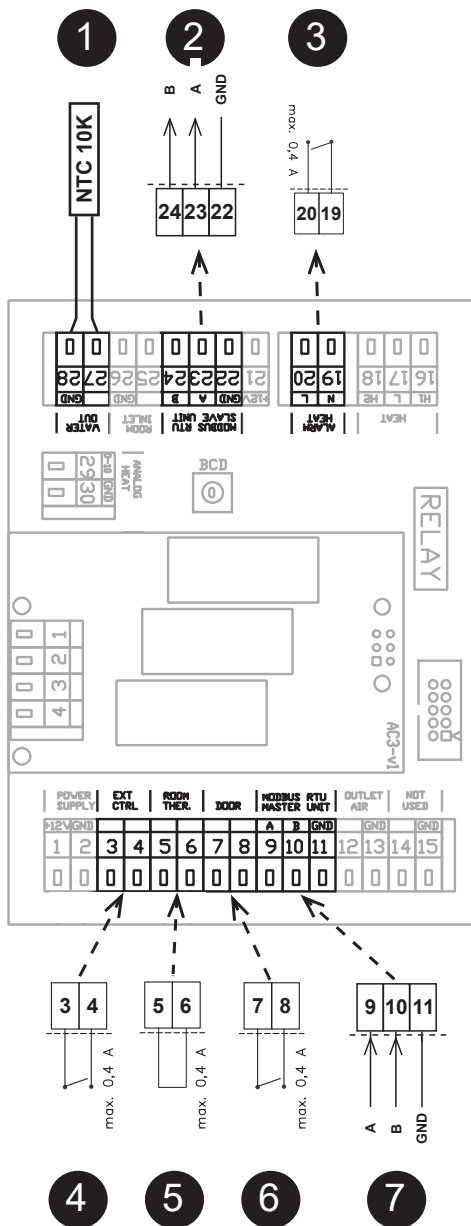 1 2 3
NTC 10K
B A GND
max. 0,4 A
24 23 22
20 19
28 27 26 25 24 23 22 21 20 19 18 17 16
GND GND B A GND +12V L N H2 L H1
VATER OUT
ROOM INLET
MODBUS RTU SLAVE UNIT
ALARM HEAT
HEAT
29 30
0-10 GND
ANALOG HEAT
BCD
RELAY
1
2
3
4
AC3-v1
POWER SUPPLY
EXT CTRL
ROOM THER.
DOOR
MODBUS RTU MASTER UNIT
OUTLET AIR
NOT USED
+12V GND A B GND GND GND
1 2 3 4 5 6 7 8 9 10 11 12 13 14 15
3 4
5 6
7 8
9 10 11
max. 0,4 A
max. 0,4 A
max. 0,4 A
A B GND
4 5 6 7